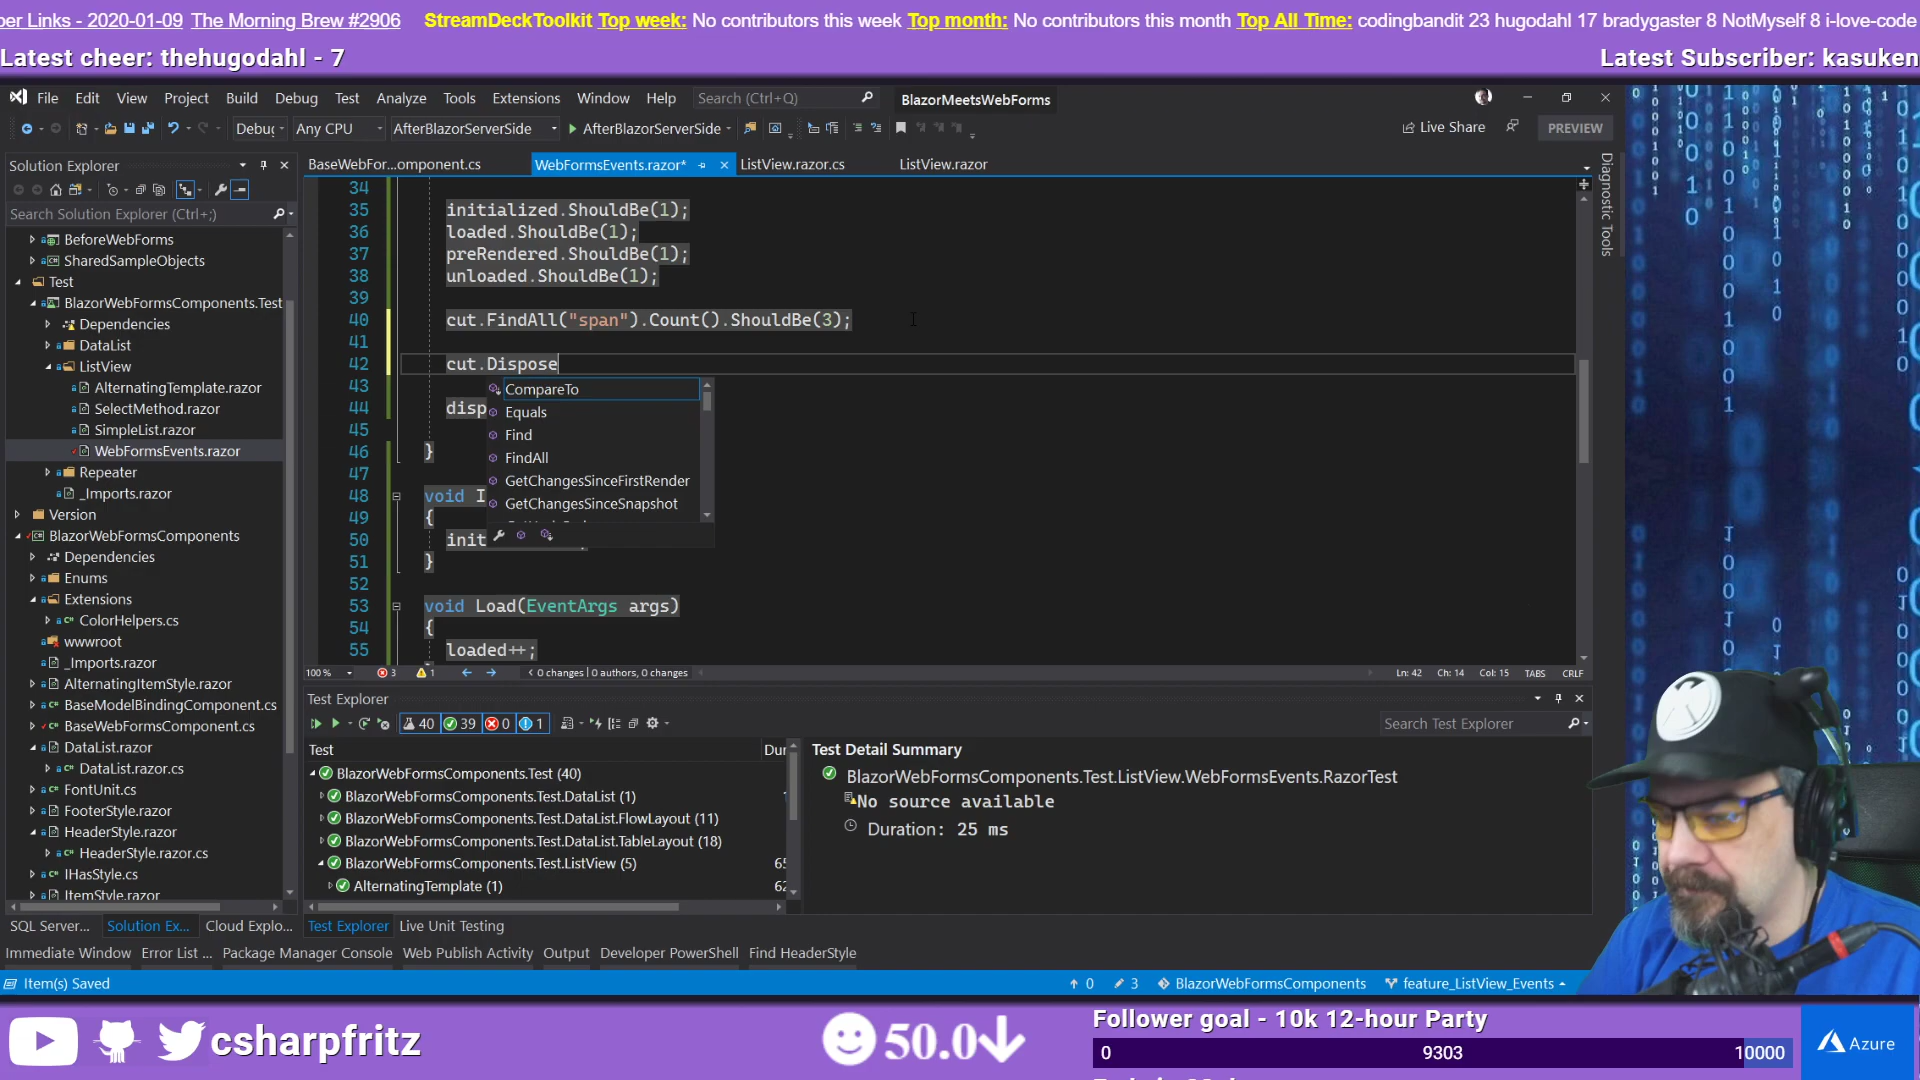 per Links - 2020-01-09 The Morning Brew #2906 StreamDeckToolkit Top week: No contributors this week Top month: No contributors this month Top All Time: codingbandit 23 hugodahl 17 bradygaster 8 NotMyself 8 i-love-code
Latest cheer: thehugodahl - 7
Latest Subscriber: kasuken
File Edit View Project Build Debug Test Analyze Tools Extensions Window Help Search (Ctrl+Q) BlazorMeetsWebForms
Debug Any CPU AfterBlazorServerSide AfterBlazorServerSide Live Share PREVIEW
Solution Explorer
Search Solution Explorer (Ctrl+;)
BeforeWebForms
SharedSampleObjects
Test
BlazorWebFormsComponents.Test
Dependencies
DataList
ListView
AlternatingTemplate.razor
SelectMethod.razor
SimpleList.razor
WebFormsEvents.razor
Repeater
_Imports.razor
Version
BlazorWebFormsComponents
Dependencies
Enums
Extensions
ColorHelpers.cs
wwwroot
_Imports.razor
AlternatingItemStyle.razor
BaseModelBindingComponent.cs
BaseWebFormsComponent.cs
DataList.razor
DataList.razor.cs
FontUnit.cs
FooterStyle.razor
HeaderStyle.razor
HeaderStyle.razor.cs
IHasStyle.cs
ItemStyle.razor
SQL Server... Solution Ex... Cloud Explo...
BaseWebFor...omponent.cs WebFormsEvents.razor* ListView.razor.cs ListView.razor
34
35 initialized.ShouldBe(1);
36 loaded.ShouldBe(1);
37 preRendered.ShouldBe(1);
38 unloaded.ShouldBe(1);
39
40 cut.FindAll("span").Count().ShouldBe(3);
41
42 cut.Dispose
43
44 disp
45
46 }
47
48 void I
49 {
50 init
51 }
52
53 void Load(EventArgs args)
54 {
55 loaded++;
CompareTo
Equals
Find
FindAll
GetChangesSinceFirstRender
GetChangesSinceSnapshot
100 % 3 1 < 0 changes | 0 authors, 0 changes Ln: 42 Ch: 14 Col: 15 TABS CRLF
Diagnostic Tools
Test Explorer
40 39 0 1 Search Test Explorer
Test Dur
BlazorWebFormsComponents.Test (40)
BlazorWebFormsComponents.Test.DataList (1)
BlazorWebFormsComponents.Test.DataList.FlowLayout (11)
BlazorWebFormsComponents.Test.DataList.TableLayout (18)
BlazorWebFormsComponents.Test.ListView (5) 65
AlternatingTemplate (1) 62
Test Detail Summary
BlazorWebFormsComponents.Test.ListView.WebFormsEvents.RazorTest
No source available
Duration: 25 ms
Test Explorer Live Unit Testing
Immediate Window Error List ... Package Manager Console Web Publish Activity Output Developer PowerShell Find HeaderStyle
Item(s) Saved 0 3 BlazorWebFormsComponents feature_ListView_Events
csharpfritz
50.0
Follower goal - 10k 12-hour Party
0 9303 10000
Azure